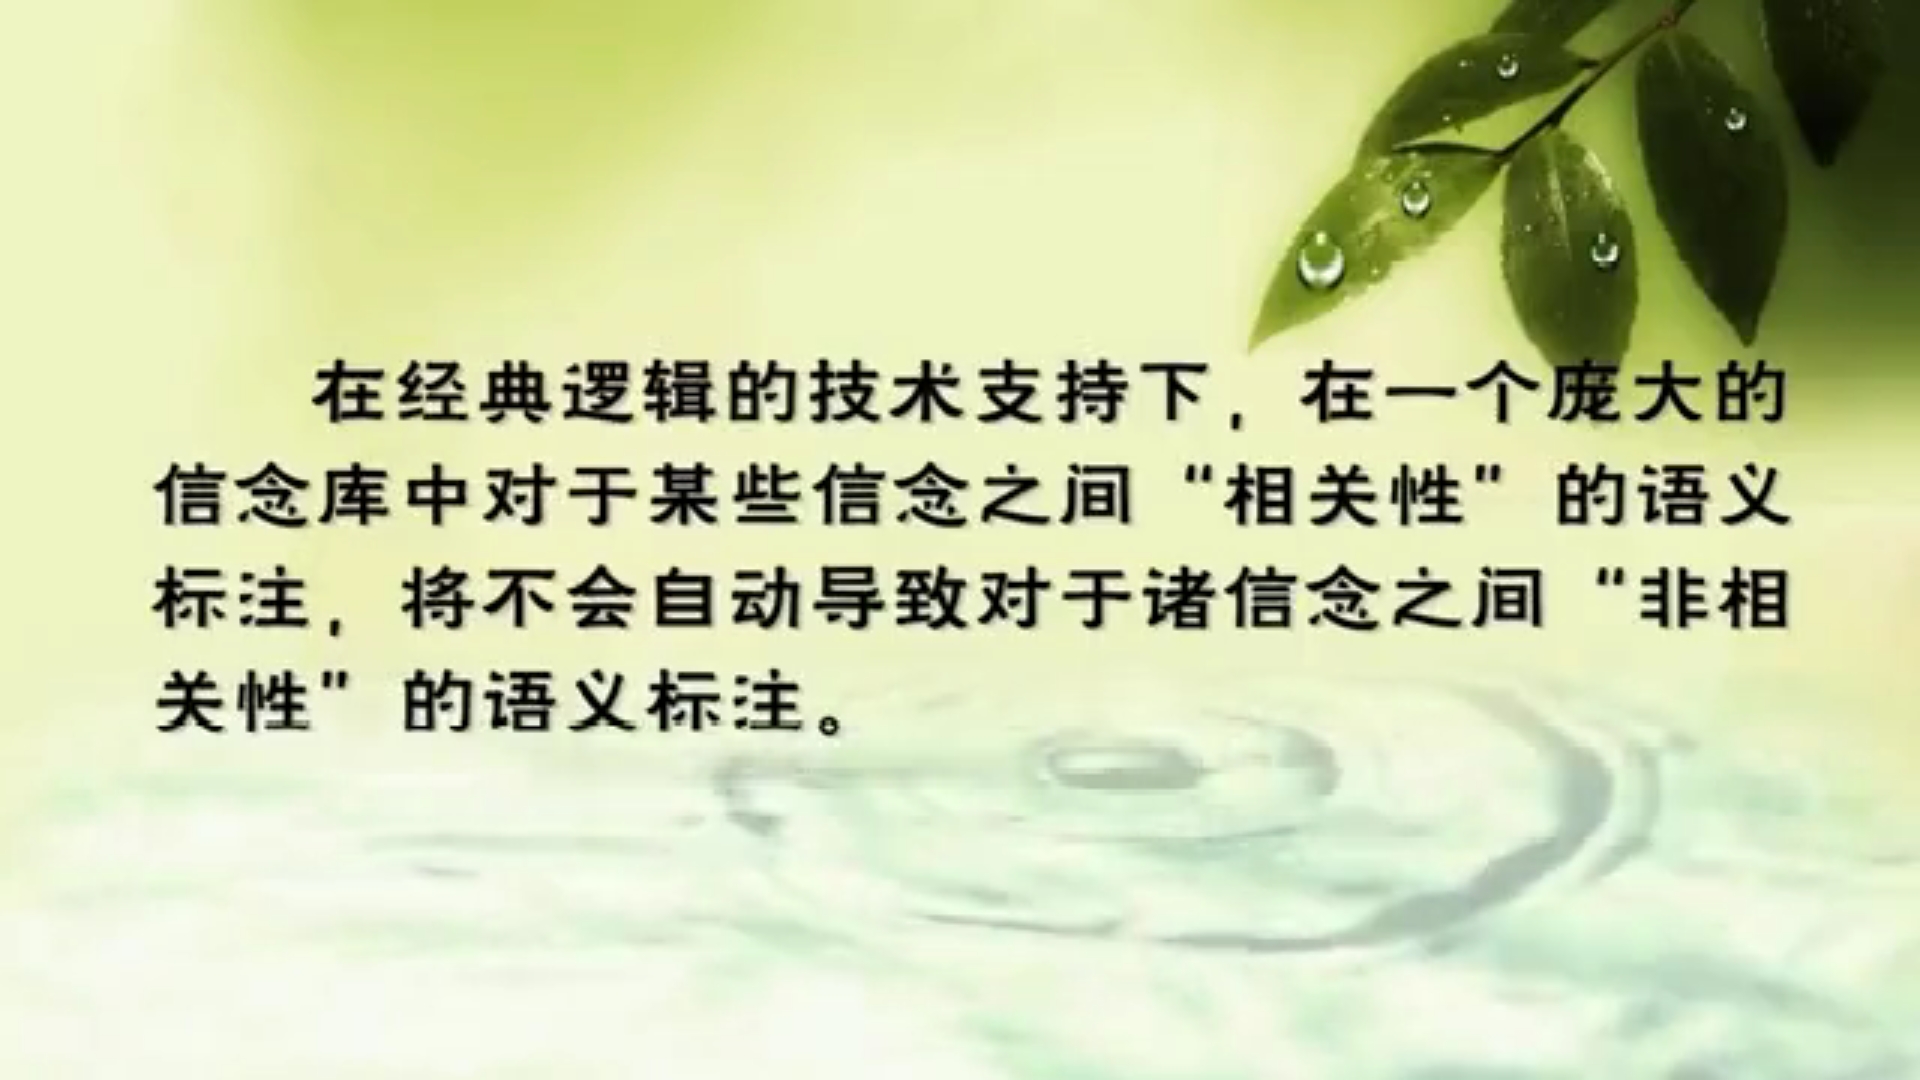 在经典逻辑的技术支持下，在一个庞大的
信念库中对于某些信念之间“相关性”的语义
标注，将不会自动导致对于诸信念之间“非相
关性”的语义标注。